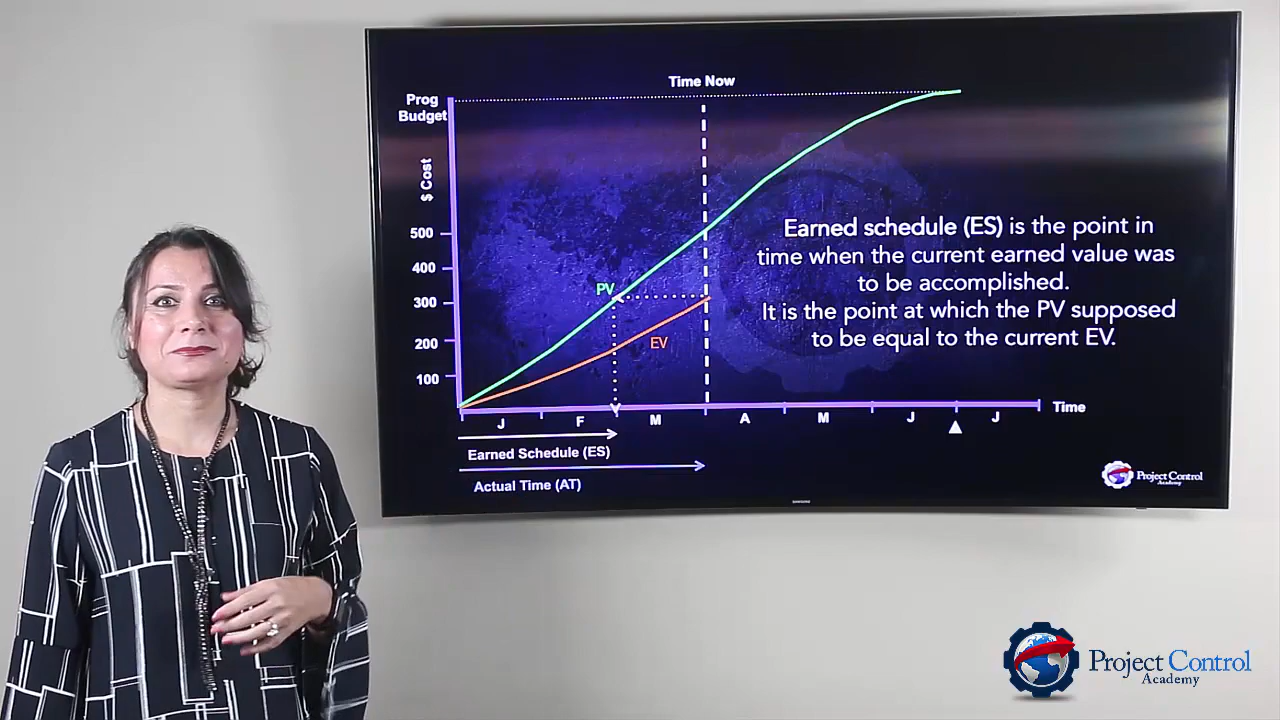 Time Now
Prog
Budget
$ Cost
500
400
300
200
100
PV
EV
Earned schedule (ES) is the point in
time when the current earned value was
to be accomplished.
It is the point at which the PV supposed
to be equal to the current EV.
J
F
M
A
M
J
J
Time
Earned Schedule (ES)
Actual Time (AT)
Project Control
Academy
SAMSUNG
Project Control
Academy